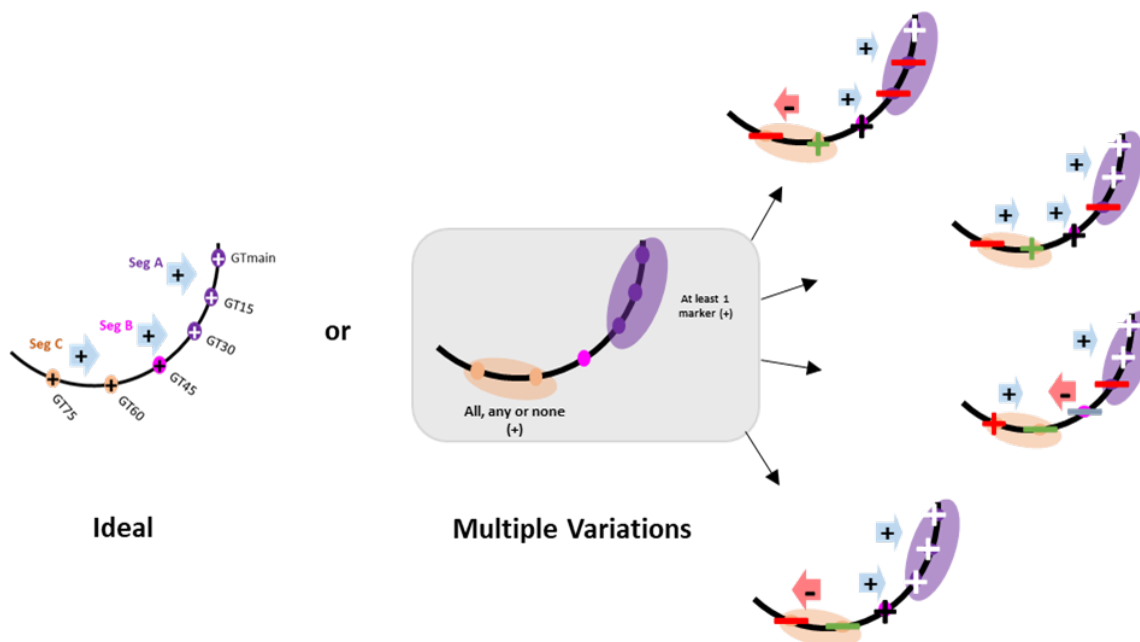 Seg A
+
GTmain
GT15
Seg B
+
GT30
Seg C
+
GT45
GT60
GT75
or
At least 1
marker (+)
All, any or none
(+)
Ideal
Multiple Variations
+
+
-
+
+
+
+
+
-
+
+
-